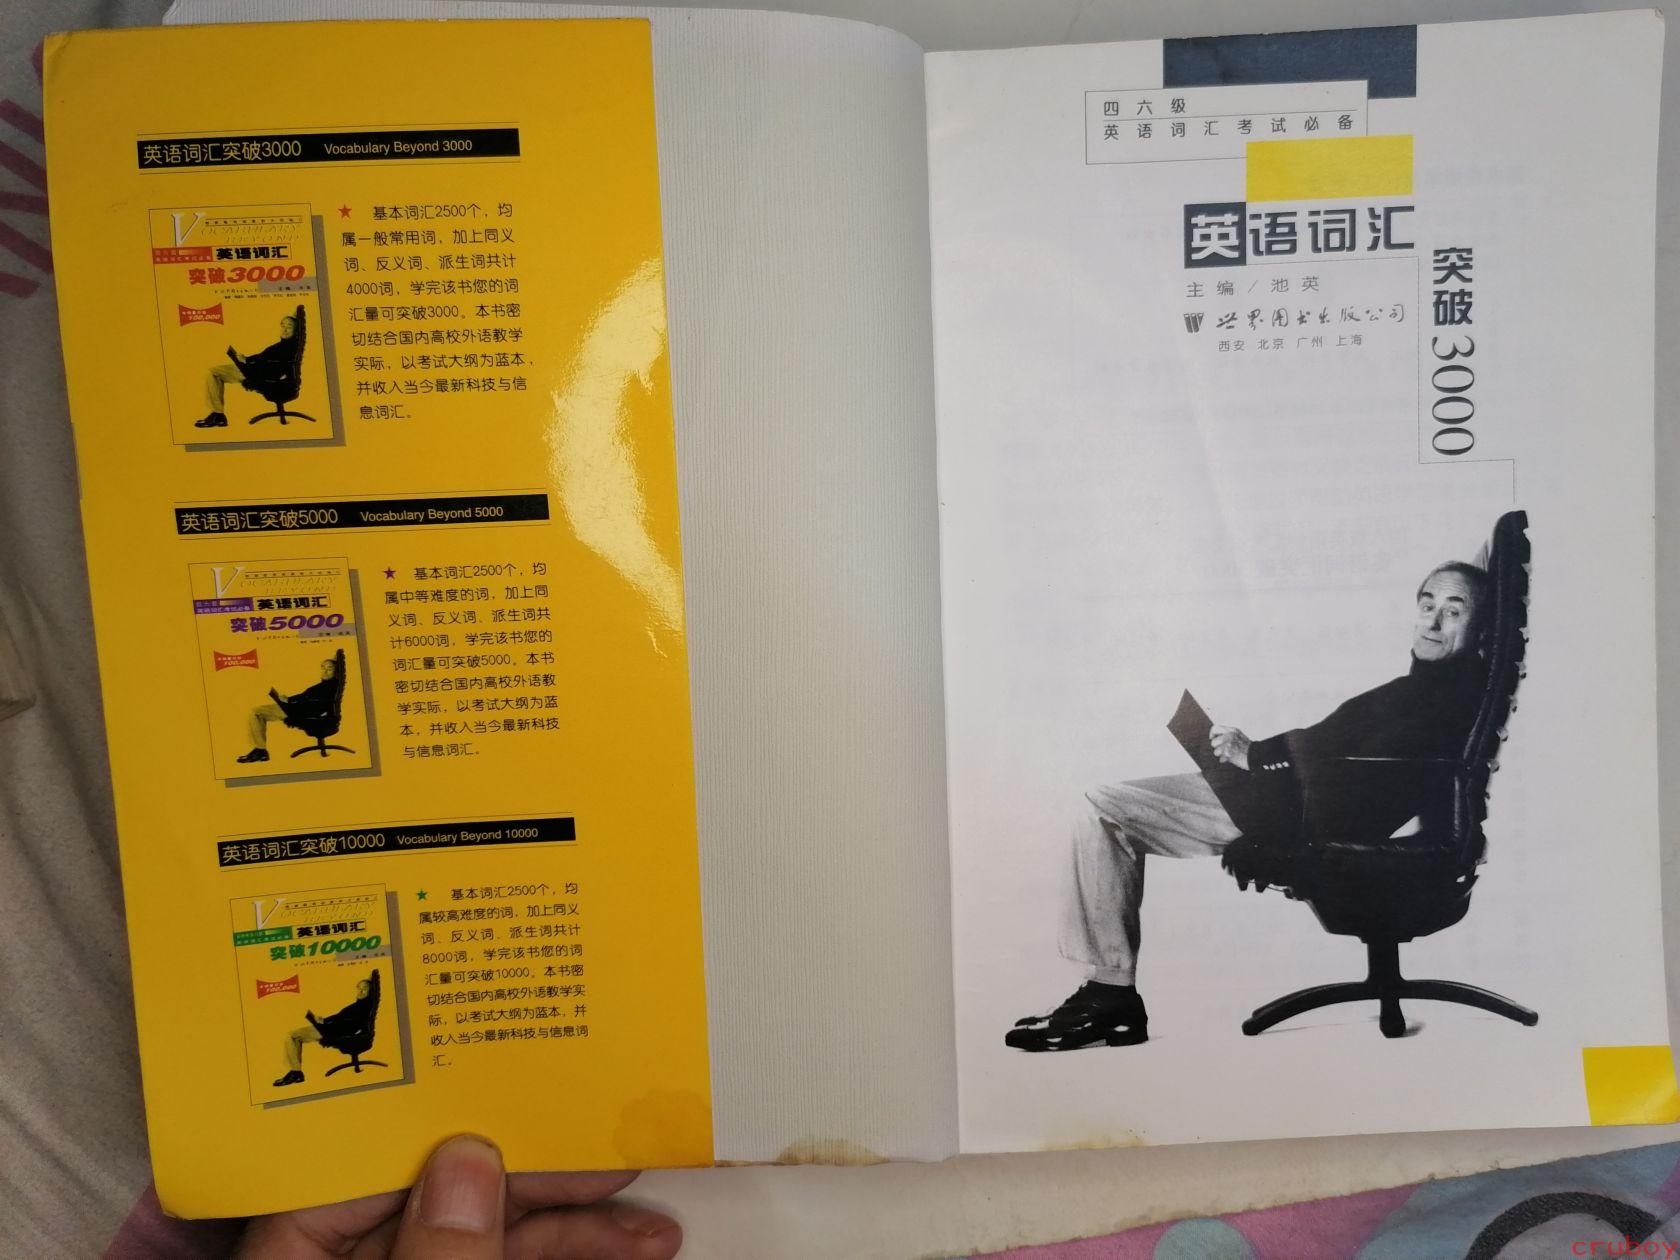 英语词汇突破3000 Vocabulary Beyond 3000
英语词汇
突破3000
100,000
★ 基本词汇2500个，均
属一般常用词，加上同义
词、反义词、派生词共计
4000词，学完该书您的词
汇量可突破3000。本书密
切结合国内高校外语教学
实际，以考试大纲为蓝本，
并收入当今最新科技与信
息词汇。
英语词汇突破5000 Vocabulary Beyond 5000
英语词汇
突破5000
100,000
★ 基本词汇2500个，均
属中等难度的词，加上同
义词、反义词、派生词共
计6000词，学完该书您的
词汇量可突破5000。本书
密切结合国内高校外语教
学实际，以考试大纲为蓝
本，并收入当今最新科技
与信息词汇。
英语词汇突破10000 Vocabulary Beyond 10000
英语词汇
突破10000
100,000
★ 基本词汇2500个，均
属较高难度的词，加上同义
词、反义词、派生词共计
8000词，学完该书您的词
汇量可突破10000。本书密
切结合国内高校外语教学实
际，以考试大纲为蓝本，并
收入当今最新科技与信息词
汇。
四六级
英语词汇考试必备
英语词汇
突破3000
主编／池英
世界图书出版公司
西安 北京 广州 上海
cruboy